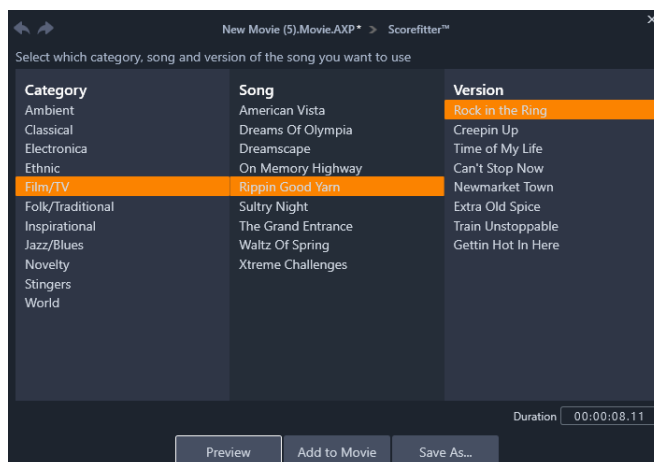 New Movie (5).Movie.AXP* > Scorefitter™
Select which category, song and version of the song you want to use
Category
Ambient
Classical
Electronica
Ethnic
Film/TV
Folk/Traditional
Inspirational
Jazz/Blues
Novelty
Stingers
World
Song
American Vista
Dreams Of Olympia
Dreamscape
On Memory Highway
Rippin Good Yarn
Sultry Night
The Grand Entrance
Waltz Of Spring
Xtreme Challenges
Version
Rock in the Ring
Creepin Up
Time of My Life
Can't Stop Now
Newmarket Town
Extra Old Spice
Train Unstoppable
Gettin Hot In Here
Duration 00:00:08.11
Preview Add to Movie Save As...